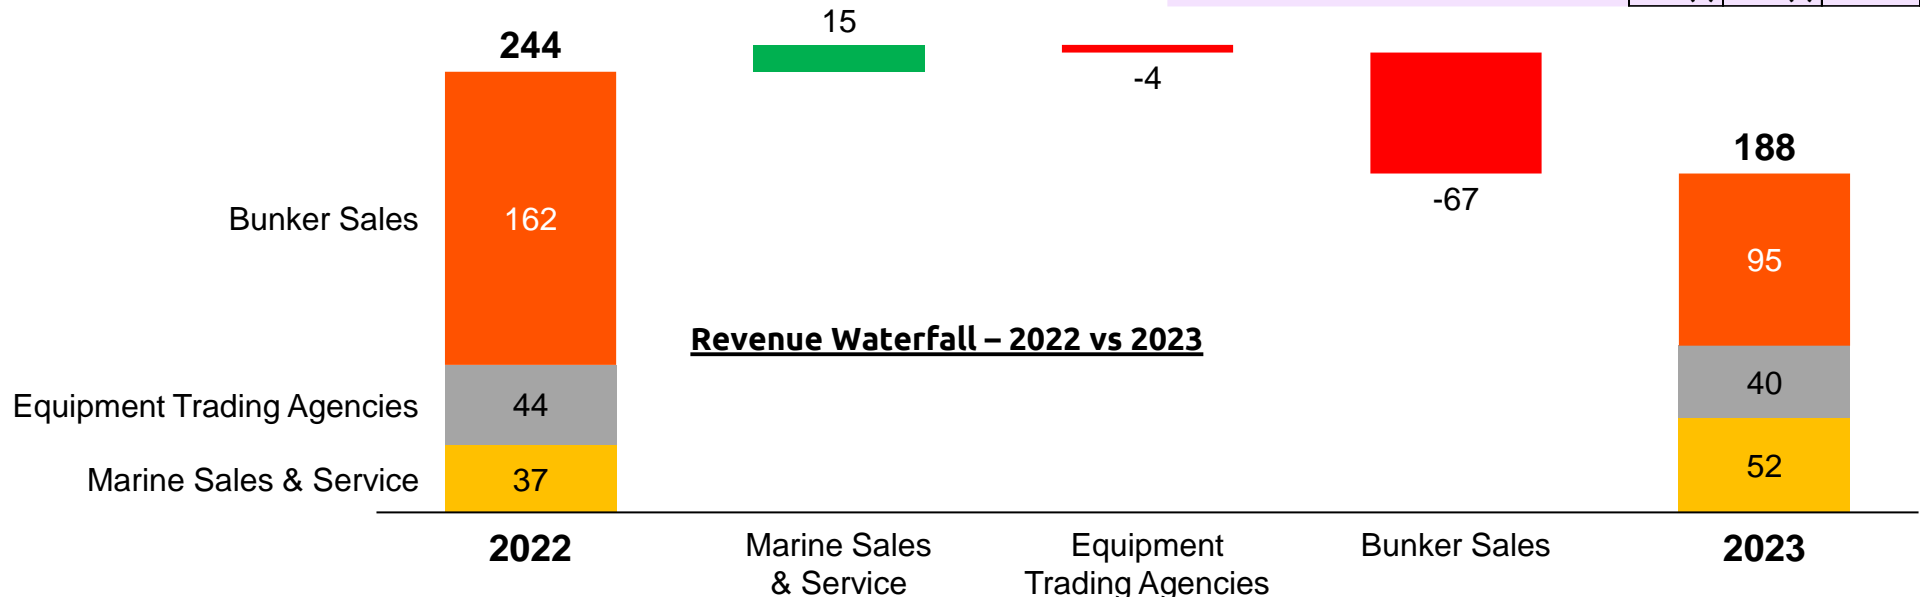 15
244
-4
188
-67
Bunker Sales
162
95
Revenue Waterfall – 2022 vs 2023
40
Equipment Trading Agencies
44
52
Marine Sales & Service
37
2022
Marine Sales
& Service
Equipment
Trading Agencies
Bunker Sales
2023